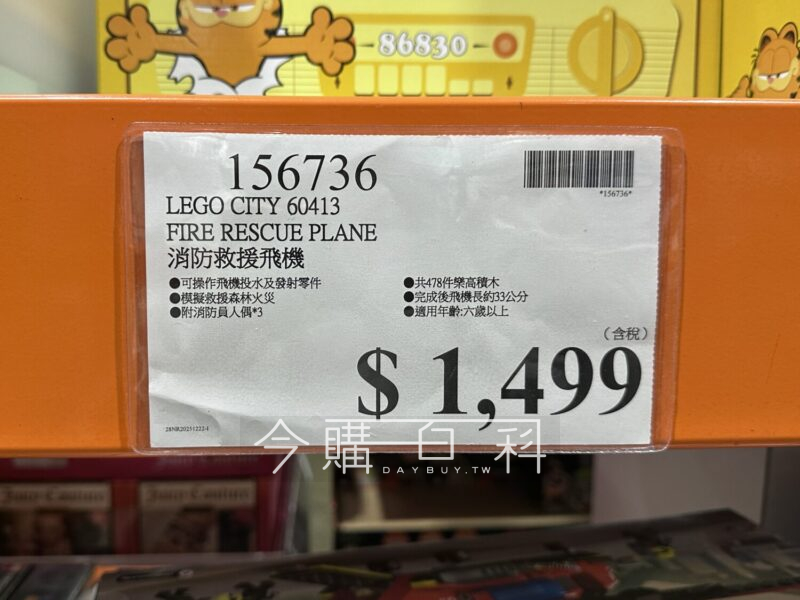 86830
156736
*156736*
LEGO CITY 60413
FIRE RESCUE PLANE
消防救援飛機
●可操作飛機投水及發射零件
●模擬救援森林火災
●附消防員人偶*3
●共478件樂高積木
●完成後飛機長約33公分
●適用年齡:六歲以上
(含稅)
$ 1,499
今購百科
DAYBUY.TW
Juicy Couture
Juicy Couture